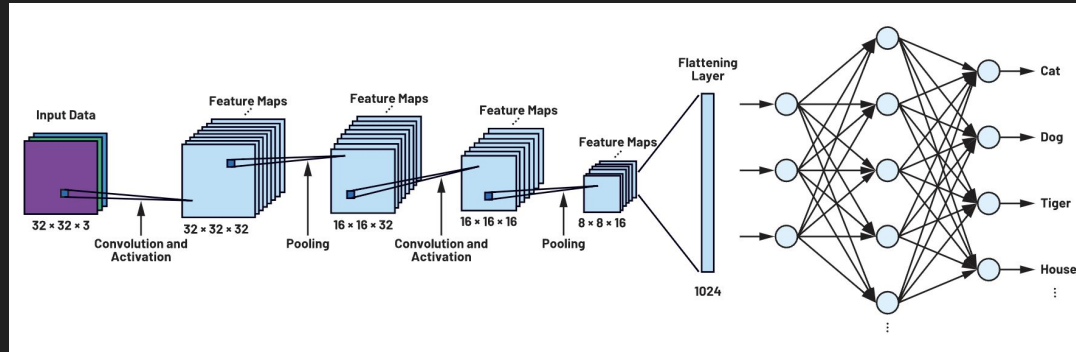 Input Data
32 × 32 × 3
Convolution and
Activation
Feature Maps
32 × 32 × 32
Pooling
Feature Maps
16 × 16 × 32
Convolution and
Activation
Feature Maps
16 × 16 × 16
Pooling
Feature Maps
8 × 8 × 16
Flattening
Layer
1024
Cat
Dog
Tiger
House